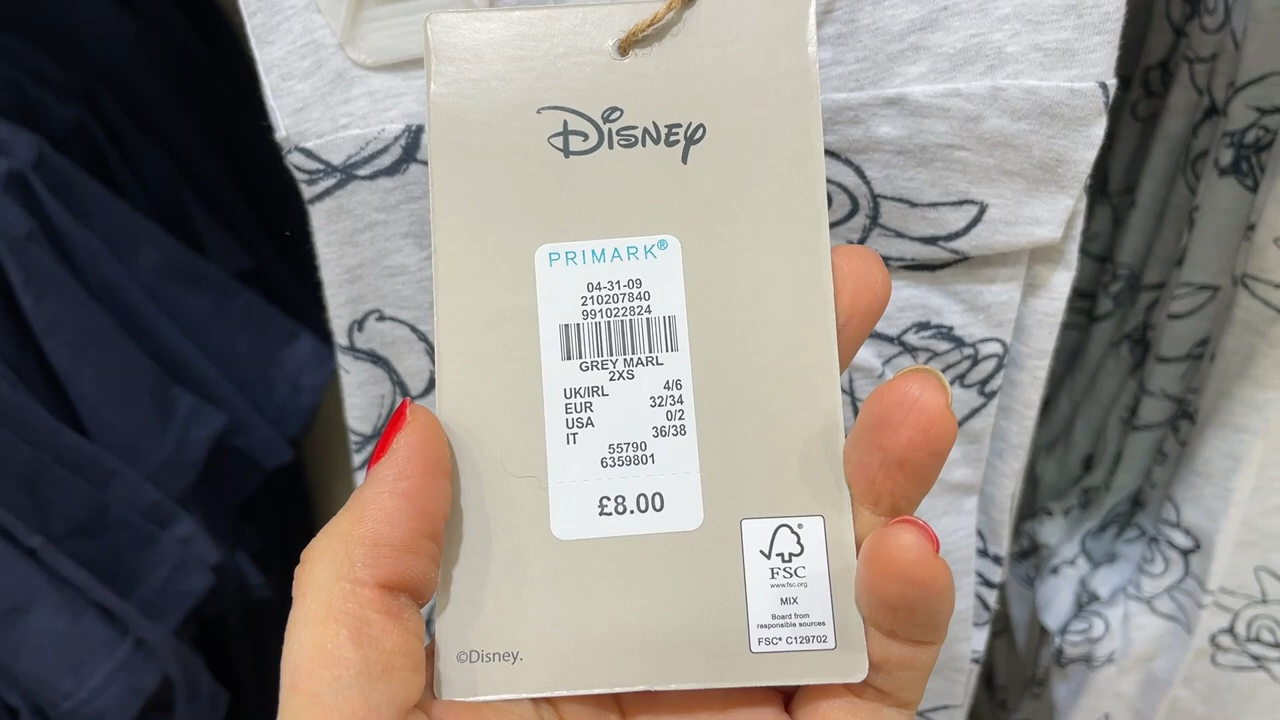 Disney
PRIMARK®
04-31-09
210207840
991022824
GREY MARL
2XS
UK/IRL 4/6
EUR 32/34
USA 0/2
IT 36/38
55790
6359801
£8.00
FSC®
www.fsc.org
MIX
Board from
responsible sources
FSC® C129702
©Disney.